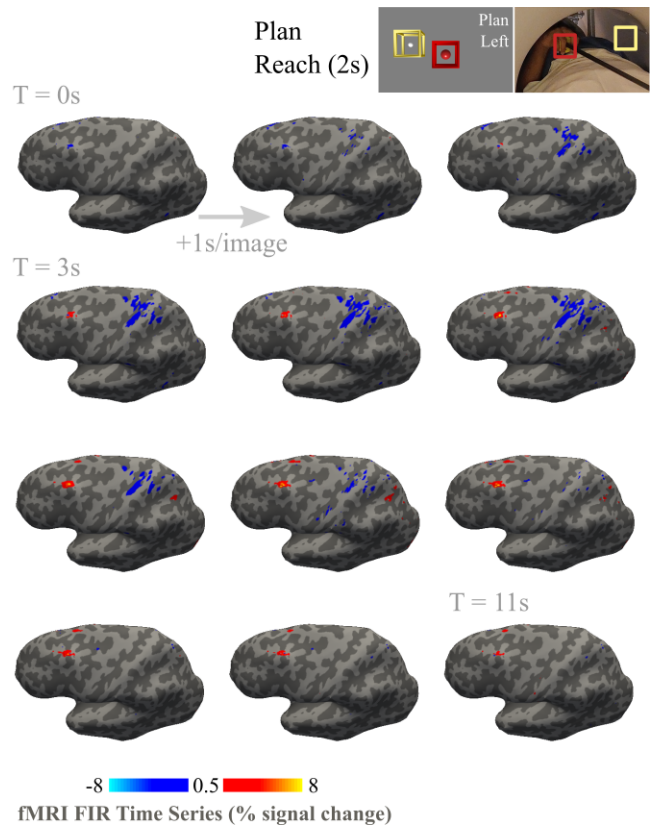 Plan
Reach (2s)
Plan
Left
T = 0s
+1s/image
T = 3s
T = 11s
-8 0.5 8
fMRI FIR Time Series (% signal change)